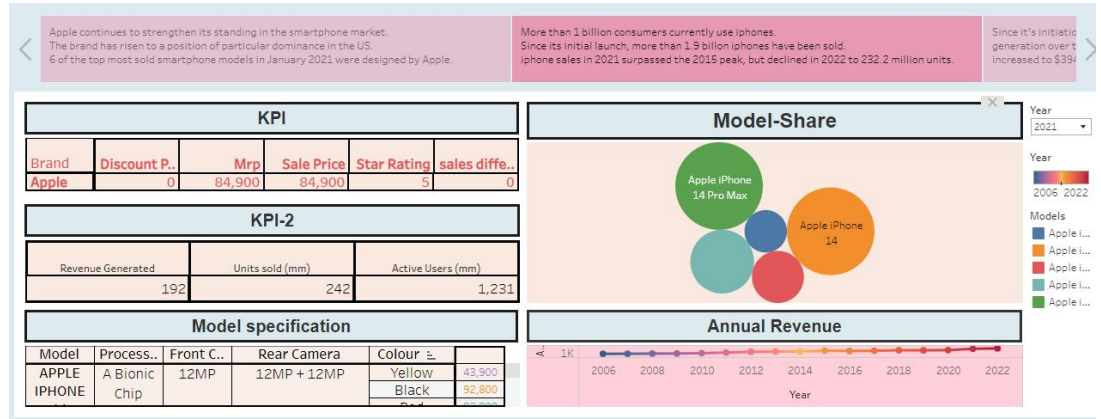 Apple continues to strengthen its standing in the smartphone market.
The brand has risen to a position of particular dominance in the US.
6 of the top most sold smartphone models in January 2021 were designed by Apple.
More than 1 billion consumers currently use iphones.
Since its initial launch, more than 1.9 billon iphones have been sold.
iphone sales in 2021 surpassed the 2015 peak, but declined in 2022 to 232.2 million units.
Since it's initiatio
generation over t
increased to $394
KPI
Brand Discount P.. Mrp Sale Price Star Rating sales diffe..
Apple 0 84,900 84,900 5 0
KPI-2
Revenue Generated Units sold (mm) Active Users (mm)
192 242 1,231
Model specification
Model Process.. Front C.. Rear Camera Colour
APPLE IPHONE A Bionic Chip 12MP 12MP + 12MP Yellow 43,900
Black 92,800
Model-Share
Apple iPhone
14 Pro Max
Apple iPhone
14
Year
2021
Year
2006 2022
Models
Apple i...
Apple i...
Apple i...
Apple i...
Apple i...
Annual Revenue
A..
1K
2006 2008 2010 2012 2014 2016 2018 2020 2022
Year